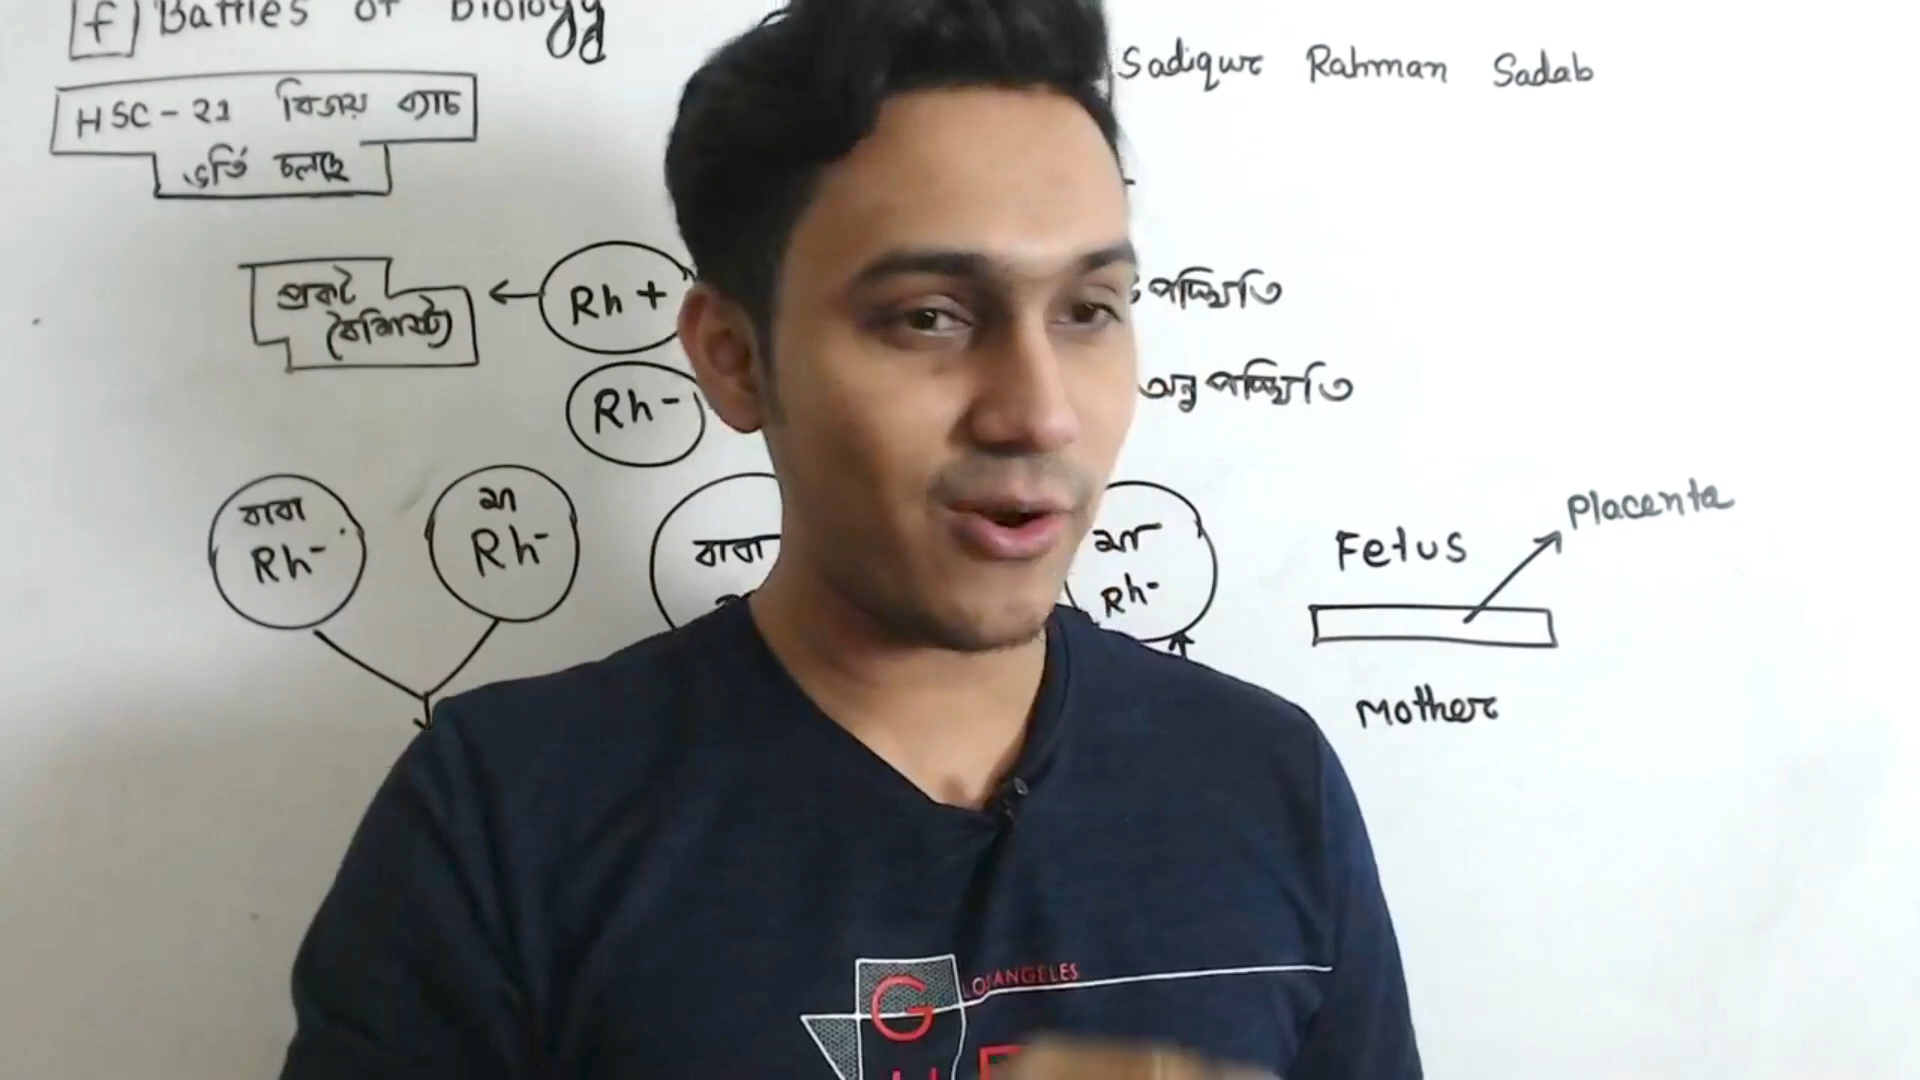 f Battles of Biology
Sadiqur Rahman Sadab
HSC-21 বিজয় ব্যাচ
ভর্তি চলছে
Rh+
প্রকট
বৈশিষ্ট্য
পস্থিতি
Rh-
অনুপস্থিতি
বাবা
Rh-
মা
Rh-
বাবা
মা
Rh-
Fetus
Placenta
Mother
LOS ANGELES
G